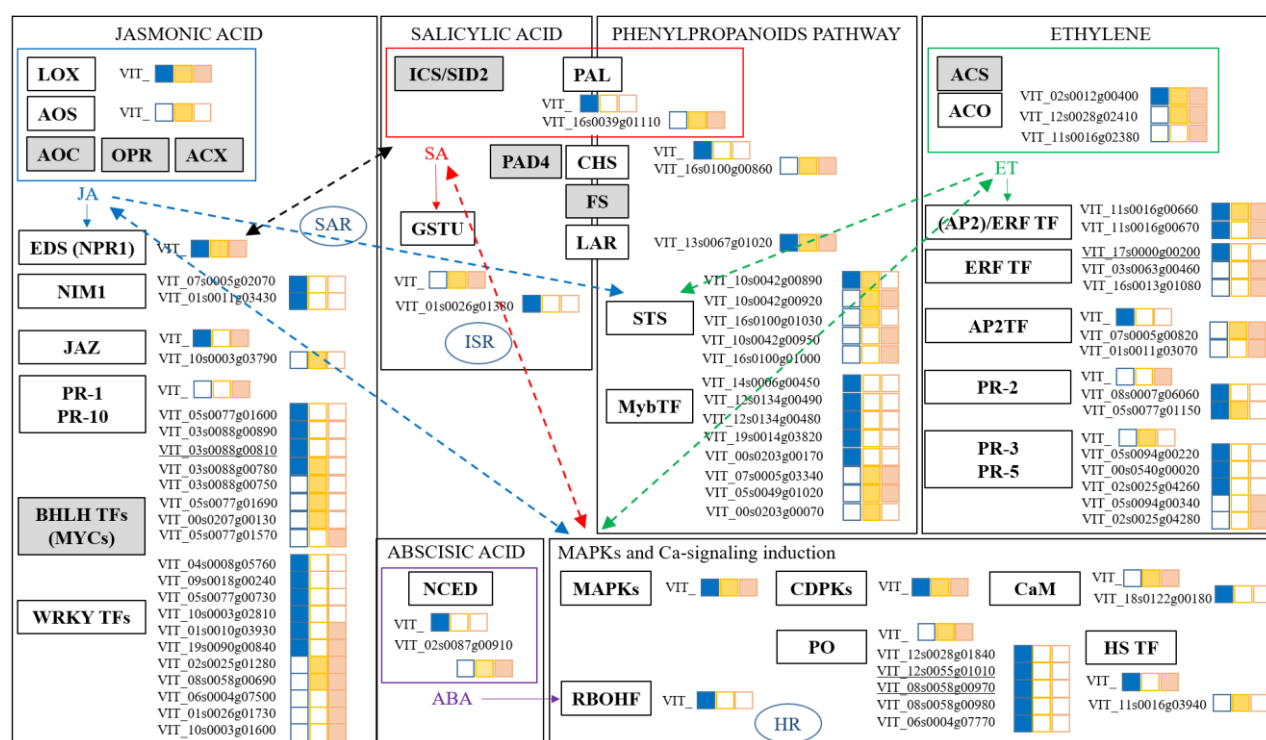 JASMONIC ACID
LOX
VIT_
AOS
VIT_
AOC
OPR
ACX
JA
EDS (NPR1)
VIT_
NIM1
VIT_07s0005g02070
VIT_01s0011g03430
JAZ
VIT_
VIT_10s0003g03790
PR-1
PR-10
VIT_
VIT_05s0077g01600
VIT_03s0088g00890
VIT_03s0088g00810
VIT_03s0088g00780
VIT_03s0088g00750
VIT_05s0077g01690
VIT_00s0207g00130
VIT_05s0077g01570
BHLH TFs
(MYCs)
WRKY TFs
VIT_04s0008g05760
VIT_09s0018g00240
VIT_05s0077g00730
VIT_10s0003g02810
VIT_01s0010g03930
VIT_19s0090g00840
VIT_02s0025g01280
VIT_08s0058g00690
VIT_06s0004g07500
VIT_01s0026g01730
VIT_10s0003g01600
SALICYLIC ACID
ICS/SID2
SA
PAD4
SAR
GSTU
VIT_
VIT_01s0026g01380
ISR
PHENYLPROPANOIDS PATHWAY
PAL
VIT_
VIT_16s0039g01110
CHS
VIT_
VIT_16s0100g00860
FS
LAR
VIT_13s0067g01020
STS
VIT_10s0042g00890
VIT_10s0042g00920
VIT_16s0100g01030
VIT_10s0042g00950
VIT_16s0100g01000
MybTF
VIT_14s0006g00450
VIT_12s0134g00490
VIT_12s0134g00480
VIT_19s0014g03820
VIT_00s0203g00170
VIT_07s0005g03340
VIT_05s0049g01020
VIT_00s0203g00070
ETHYLENE
ACS
ACO
VIT_02s0012g00400
VIT_12s0028g02410
VIT_11s0016g02380
ET
(AP2)/ERF TF
VIT_11s0016g00660
VIT_11s0016g00670
ERF TF
VIT_17s0000g00200
VIT_03s0063g00460
VIT_16s0013g01080
AP2TF
VIT_
VIT_07s0005g00820
VIT_01s0011g03070
PR-2
VIT_
VIT_08s0007g06060
VIT_05s0077g01150
PR-3
PR-5
VIT_
VIT_05s0094g00220
VIT_00s0540g00020
VIT_02s0025g04260
VIT_05s0094g00340
VIT_02s0025g04280
ABSCISIC ACID
NCED
VIT_
VIT_02s0087g00910
ABA
MAPKs and Ca-signaling induction
MAPKs
VIT_
CDPKs
VIT_
CaM
VIT_
VIT_18s0122g00180
PO
VIT_
VIT_12s0028g01840
VIT_12s0055g01010
VIT_08s0058g00970
VIT_08s0058g00980
VIT_06s0004g07770
HS TF
VIT_
VIT_11s0016g03940
RBOHF
VIT_
HR